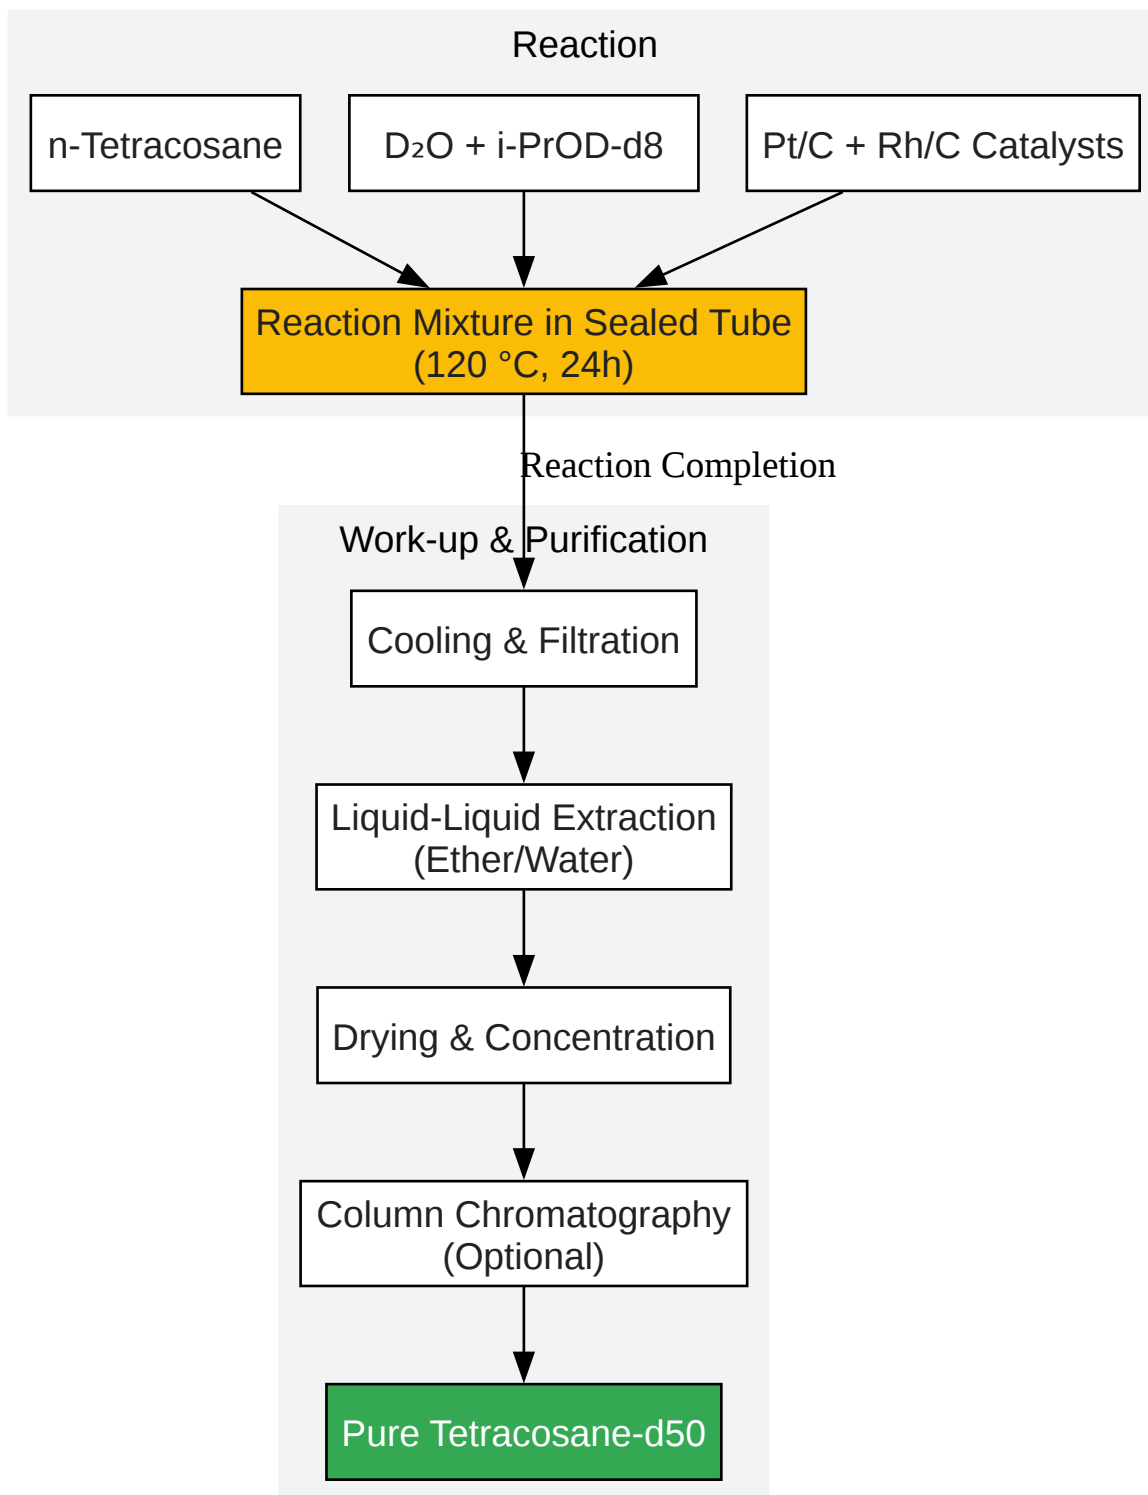 Reaction
n-Tetracosane
D₂O + i-PrOD-d8
Pt/C + Rh/C Catalysts
Reaction Mixture in Sealed Tube
(120 °C, 24h)
Reaction Completion
Work-up & Purification
Cooling & Filtration
Liquid-Liquid Extraction
(Ether/Water)
Drying & Concentration
Column Chromatography
(Optional)
Pure Tetracosane-d50